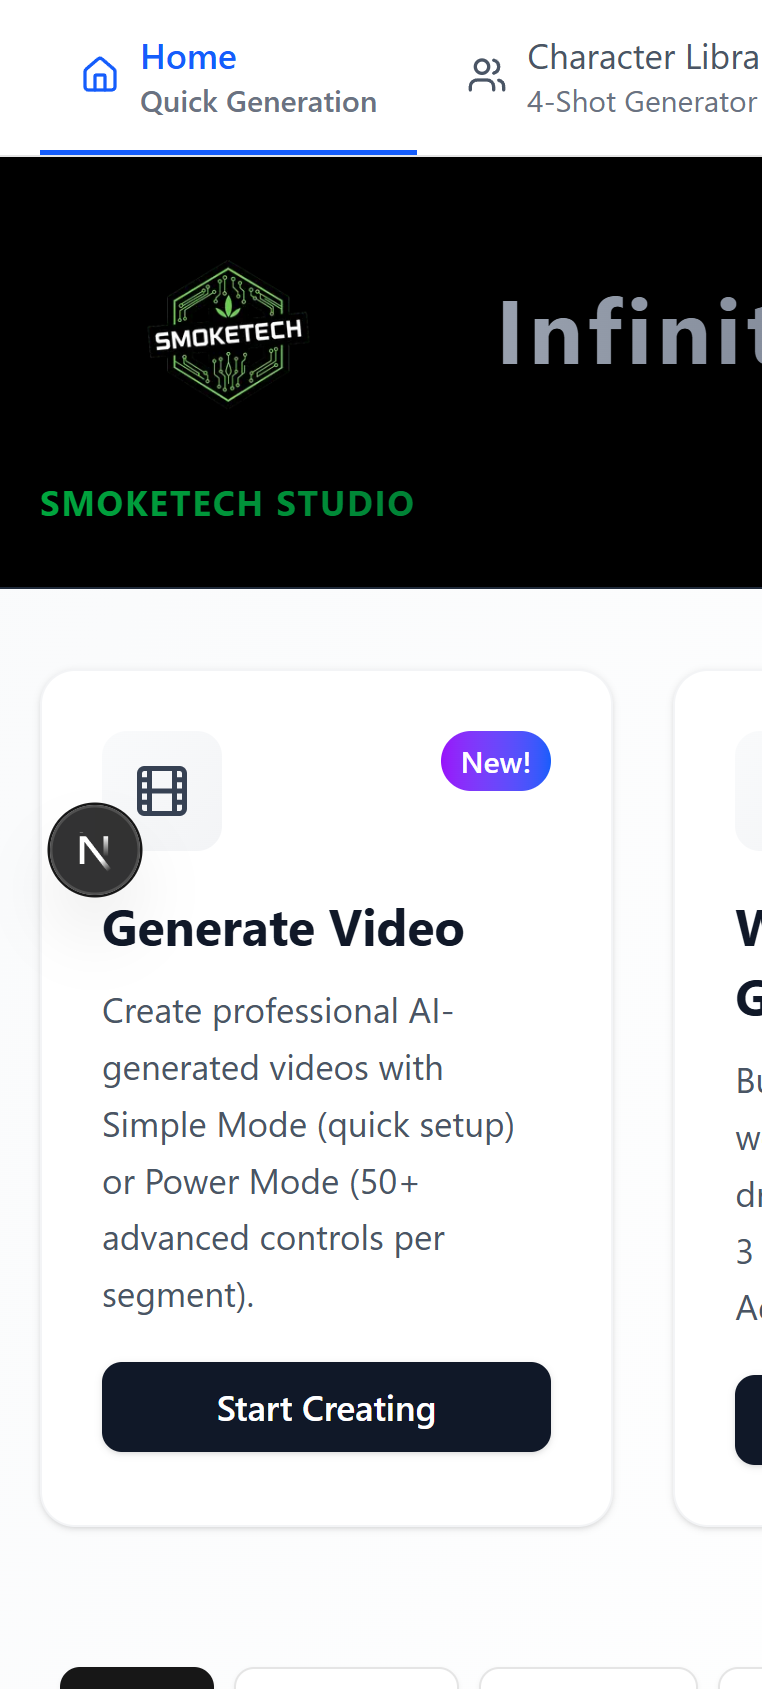 Home
Quick Generation
Character Libra
4-Shot Generator
SMOKETECH
Infinit
SMOKETECH STUDIO
New!
N
Generate Video
Create professional AI-
generated videos with
Simple Mode (quick setup)
or Power Mode (50+
advanced controls per
segment).
Start Creating
W
G
Bu
w
dr
3
Ac